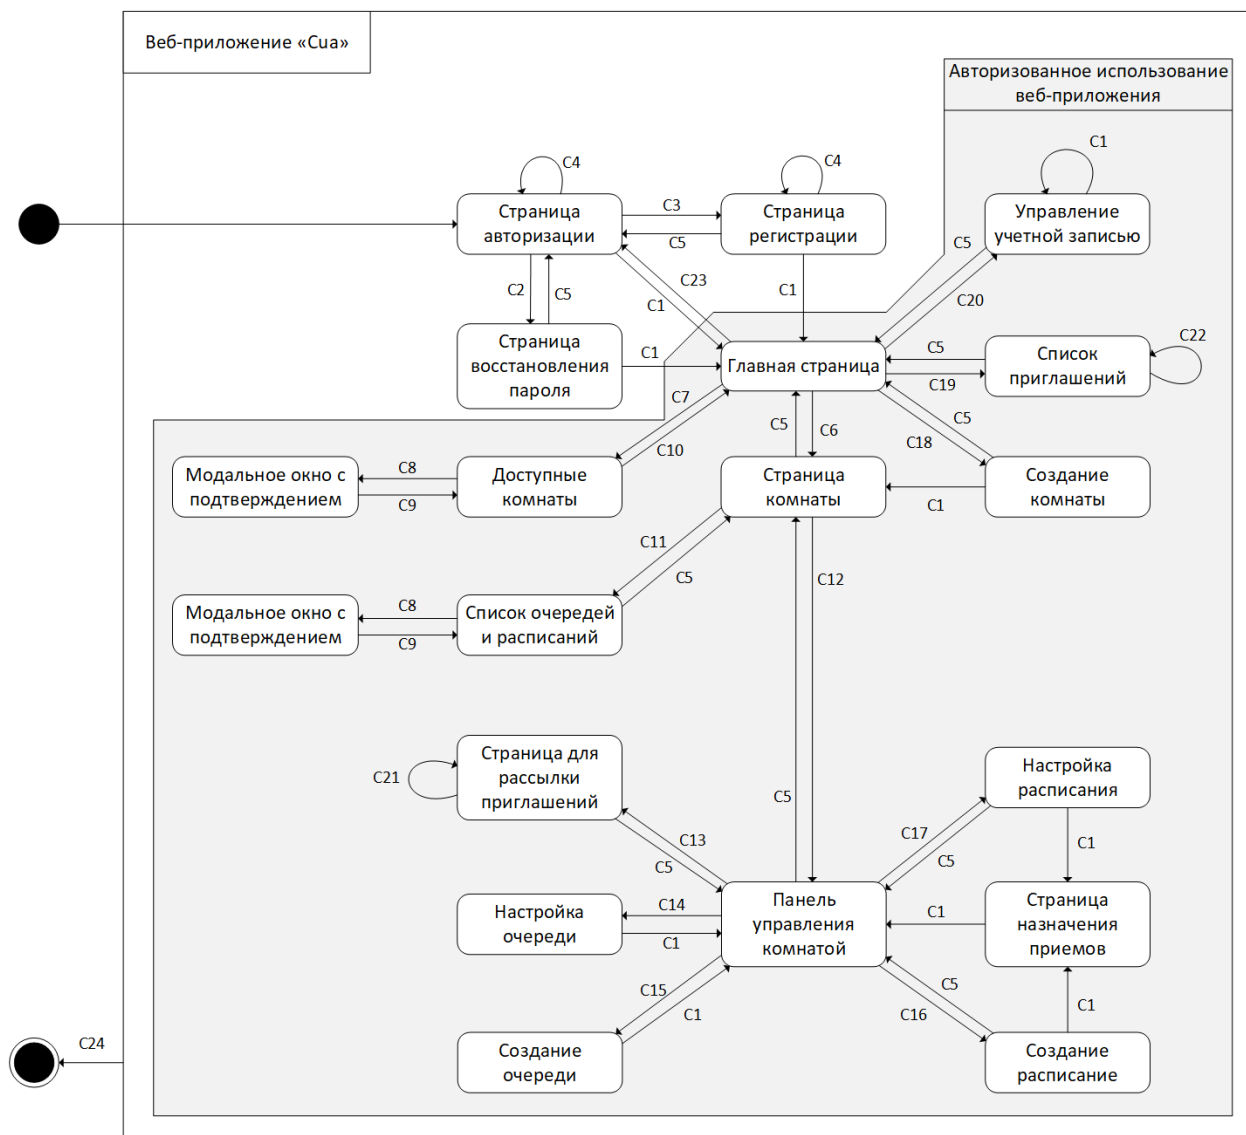 Веб-приложение «Cua»
Авторизованное использование
веб-приложения
C4
C4
C1
Страница
авторизации
C3
C5
Страница
регистрации
Управление
учетной записью
C5
C20
C2
C5
C23
C1
C1
Страница
восстановления
пароля
C1
Главная страница
C5
C19
Список
приглашений
C22
C7
C10
C5
C6
C5
C18
Модальное окно с
подтверждением
C8
C9
Доступные
комнаты
Страница
комнаты
C1
Создание
комнаты
C11
C5
C12
Модальное окно с
подтверждением
C8
C9
Список очередей
и расписаний
C21
Страница для
рассылки
приглашений
C5
Настройка
расписания
C13
C5
C17
C5
C1
Настройка
очереди
C14
C1
Панель
управления
комнатой
C1
Страница
назначения
приемов
C15
C1
C5
C16
C1
Создание
очереди
Создание
расписание
C24